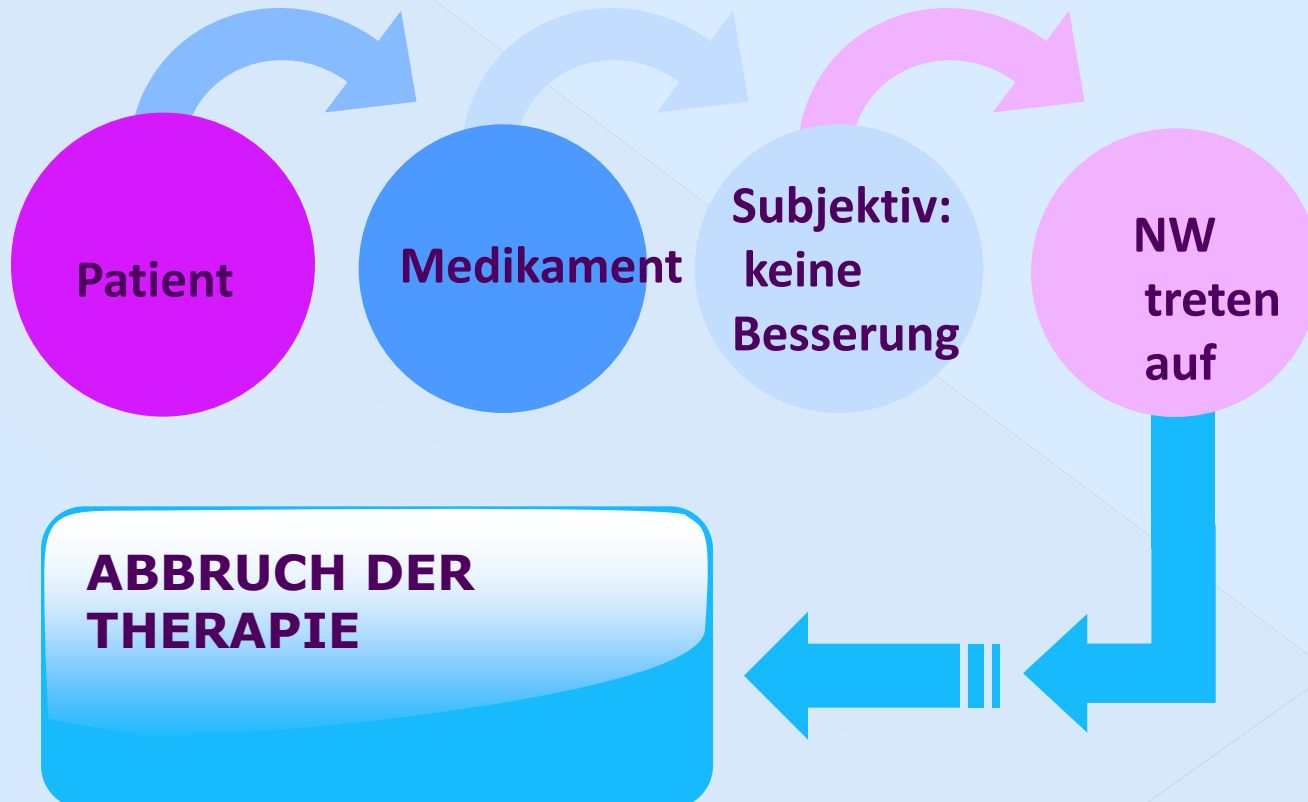 Patient
Medikament
Subjektiv:
keine
Besserung
NW
treten
auf
ABBRUCH DER
THERAPIE